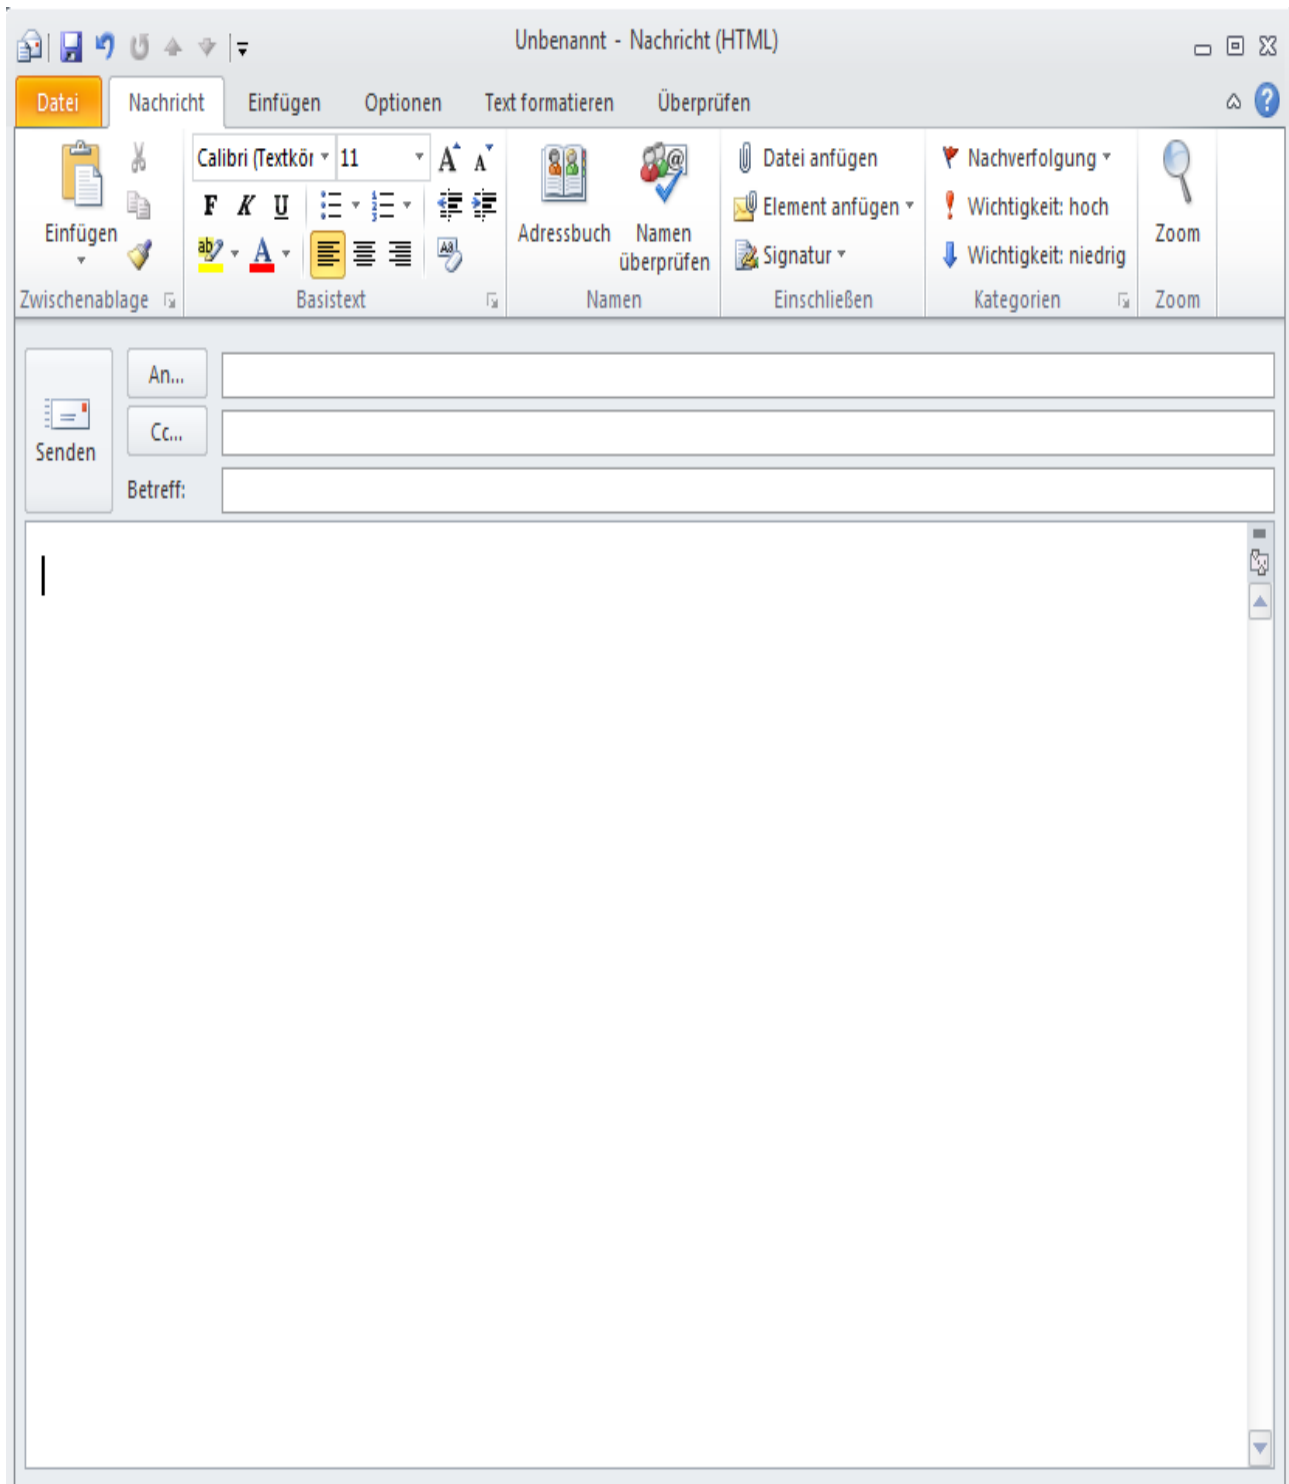 Unbenannt - Nachricht (HTML)
Datei Nachricht Einfügen Optionen Text formatieren Überprüfen
Calibri (Textkör 11
Datei anfügen
Nachverfolgung
F K U
Element anfügen
Wichtigkeit: hoch
Einfügen
Adressbuch
Namen überprüfen
Zoom
Signatur
Wichtigkeit: niedrig
Zwischenablage Basistext Namen Einschließen Kategorien Zoom
An...
Cc...
Senden
Betreff: